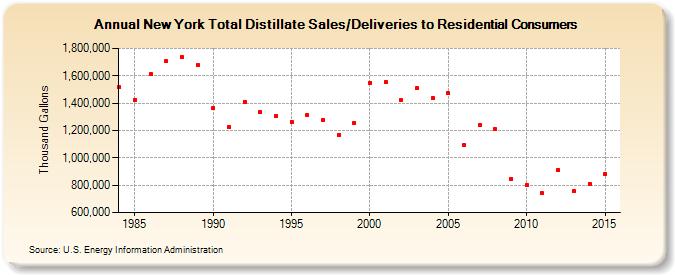 Annual New York Total Distillate Sales/Deliveries to Residential Consumers
Thousand Gallons
1,800,000
1,600,000
1,400,000
1,200,000
1,000,000
800,000
600,000
1985 1990 1995 2000 2005 2010 2015
Source: U.S. Energy Information Administration